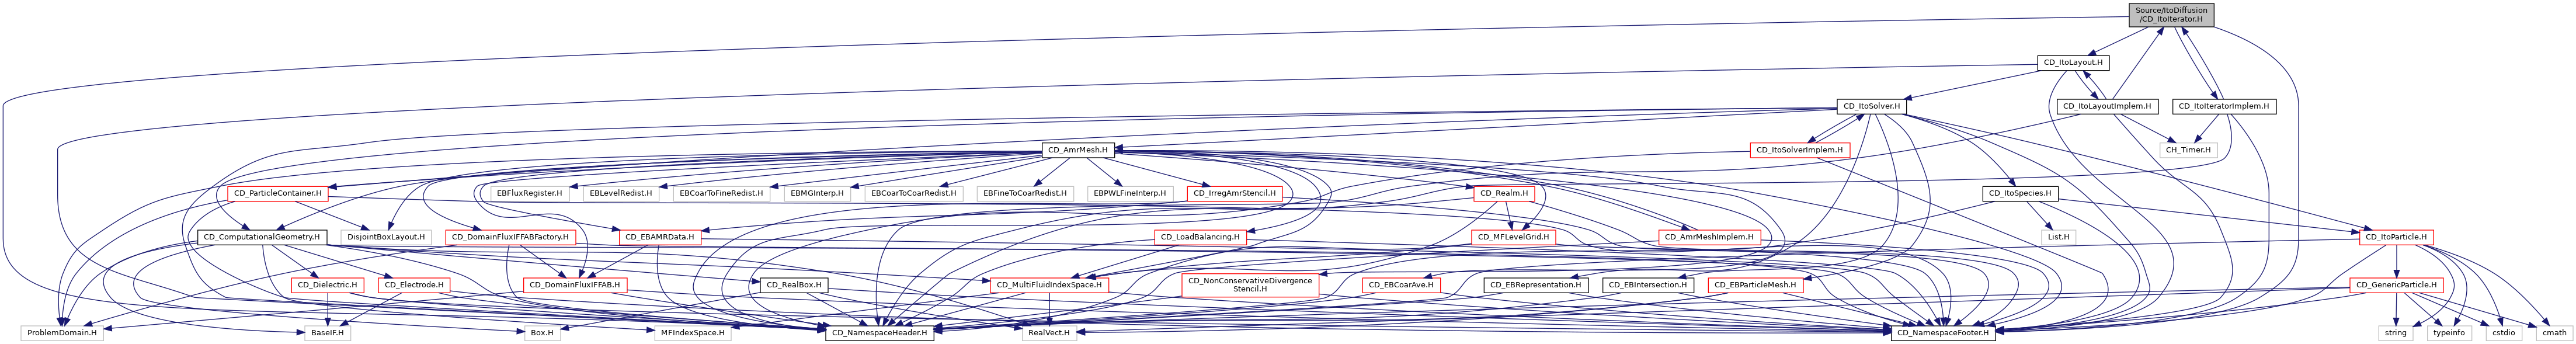 Source/ItoDiffusion
/CD_ItoIterator.H
CD_ItoLayout.H
CD_ItoSolver.H
CD_ItoLayoutImplem.H
CD_ItoIteratorImplem.H
CD_AmrMesh.H
CD_ItoSolverImplem.H
CH_Timer.H
CD_ParticleContainer.H
EBFluxRegister.H
EBLevelRedist.H
EBCoarToFineRedist.H
EBMGInterp.H
EBCoarToCoarRedist.H
EBFineToCoarRedist.H
EBPWLFineInterp.H
CD_IrregAmrStencil.H
CD_Realm.H
CD_ItoSpecies.H
CD_ComputationalGeometry.H
DisjointBoxLayout.H
CD_DomainFluxIFFABFactory.H
CD_EBAMRData.H
CD_LoadBalancing.H
CD_MFLevelGrid.H
CD_AmrMeshImplem.H
List.H
CD_ItoParticle.H
CD_Dielectric.H
CD_Electrode.H
CD_DomainFluxIFFAB.H
CD_RealBox.H
CD_MultiFluidIndexSpace.H
CD_NonConservativeDivergence
Stencil.H
CD_EBCoarAve.H
CD_EBRepresentation.H
CD_EBIntersection.H
CD_EBParticleMesh.H
CD_GenericParticle.H
ProblemDomain.H
BaseIF.H
Box.H
MFIndexSpace.H
CD_NamespaceHeader.H
RealVect.H
CD_NamespaceFooter.H
string
typeinfo
cstdio
cmath